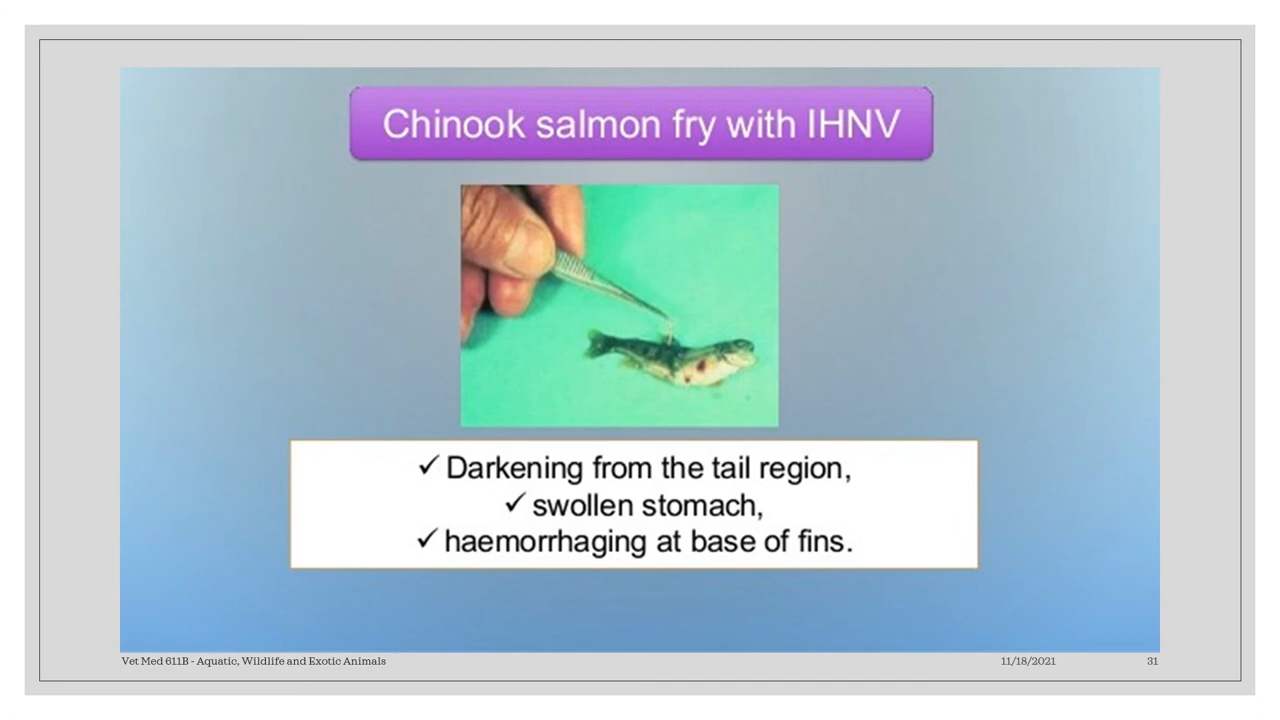 Chinook salmon fry with IHNV
✓ Darkening from the tail region,
✓ swollen stomach,
✓ haemorrhaging at base of fins.
Vet Med 611B - Aquatic, Wildlife and Exotic Animals 11/18/2021 31